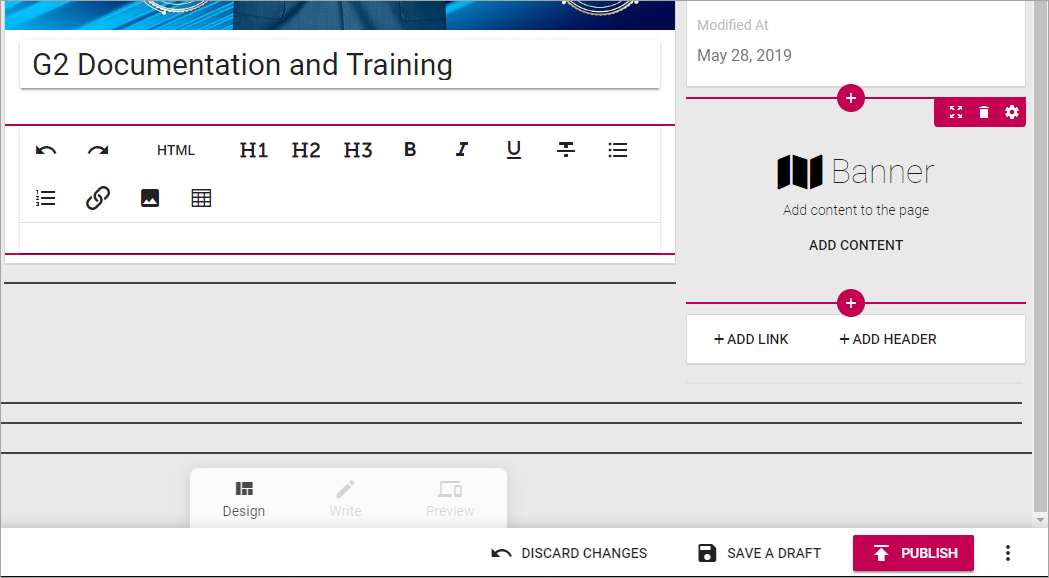 G2 Documentation and Training
HTML H1 H2 H3 B I U
Modified At
May 28, 2019
Banner
Add content to the page
ADD CONTENT
+ ADD LINK + ADD HEADER
Design Write Preview
DISCARD CHANGES SAVE A DRAFT PUBLISH